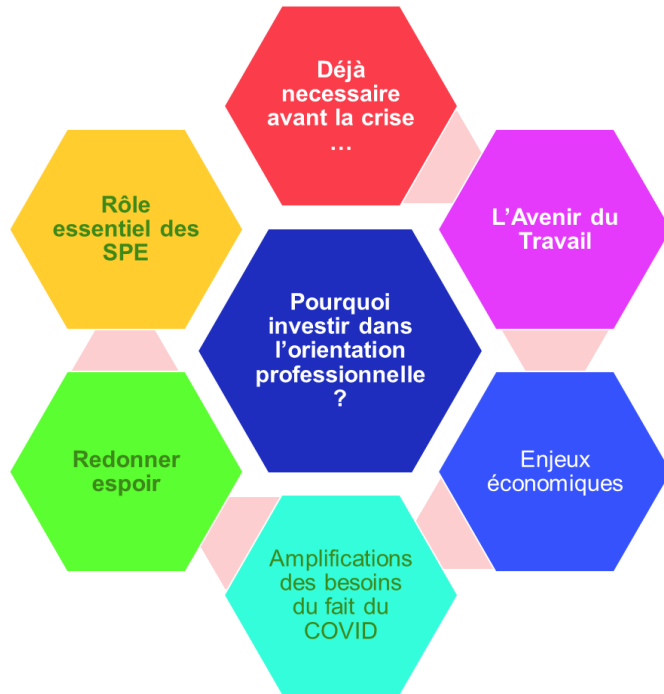 Déjà
necessaire
avant la crise
…
L'Avenir du
Travail
Enjeux
économiques
Amplifications
des besoins
du fait du
COVID
Redonner
espoir
Rôle
essentiel des
SPE
Pourquoi
investir dans
l'orientation
professionnelle
?